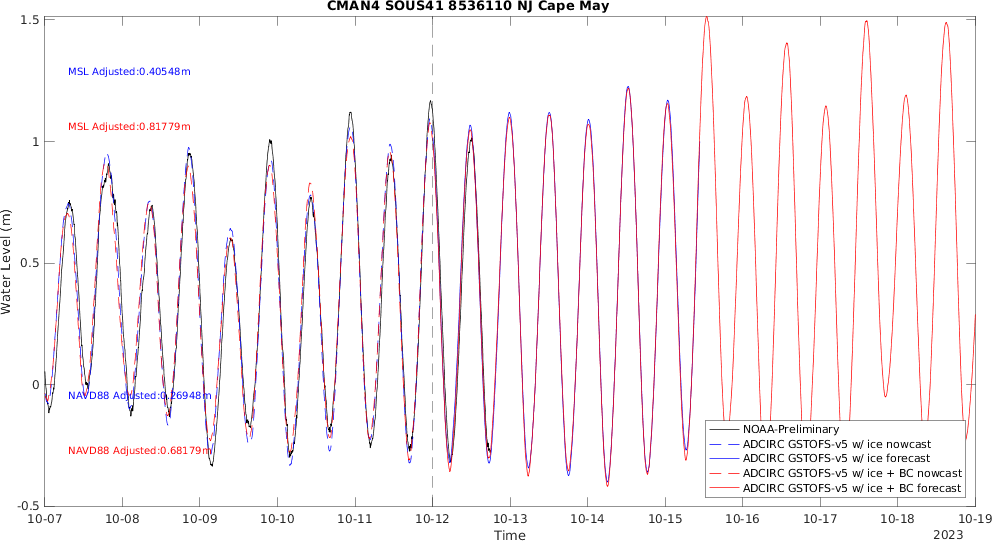 CMAN4 SOUS41 8536110 NJ Cape May
1.5
1
0.5
0
-0.5
Water Level (m)
MSL Adjusted:0.40548m
MSL Adjusted:0.81779m
NAVD88 Adjusted:0.26948m
NAVD88 Adjusted:0.68179m
NOAA-Preliminary
ADCIRC GSTOFS-v5 w/ ice nowcast
ADCIRC GSTOFS-v5 w/ ice forecast
ADCIRC GSTOFS-v5 w/ ice + BC nowcast
ADCIRC GSTOFS-v5 w/ ice + BC forecast
10-07 10-08 10-09 10-10 10-11 10-12 10-13 10-14 10-15 10-16 10-17 10-18 10-19
Time
2023